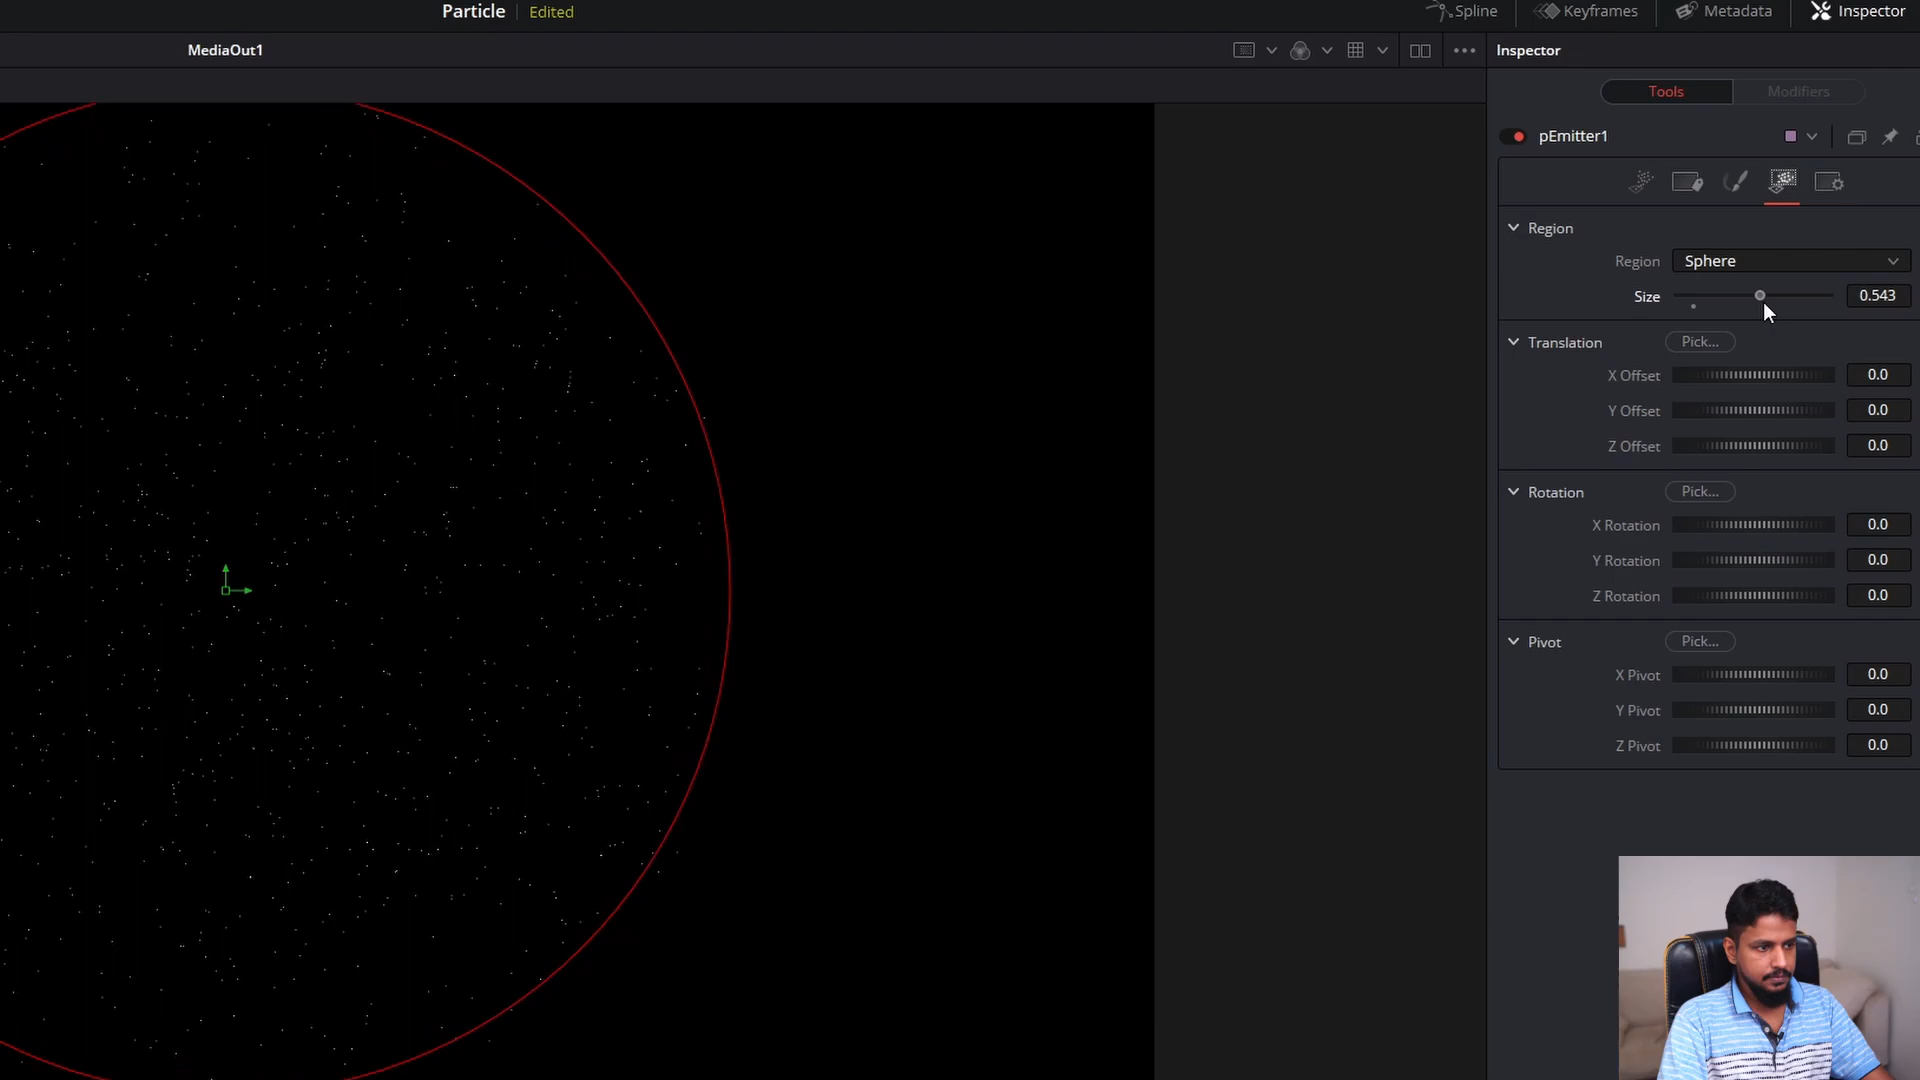 Particle
Edited
Spline
Keyframes
Metadata
Inspector
MediaOut1
Inspector
Tools
Modifiers
pEmitter1
Region
Region
Sphere
Size
0.543
Translation
Pick...
X Offset
0.0
Y Offset
0.0
Z Offset
0.0
Rotation
Pick...
X Rotation
0.0
Y Rotation
0.0
Z Rotation
0.0
Pivot
Pick...
X Pivot
0.0
Y Pivot
0.0
Z Pivot
0.0